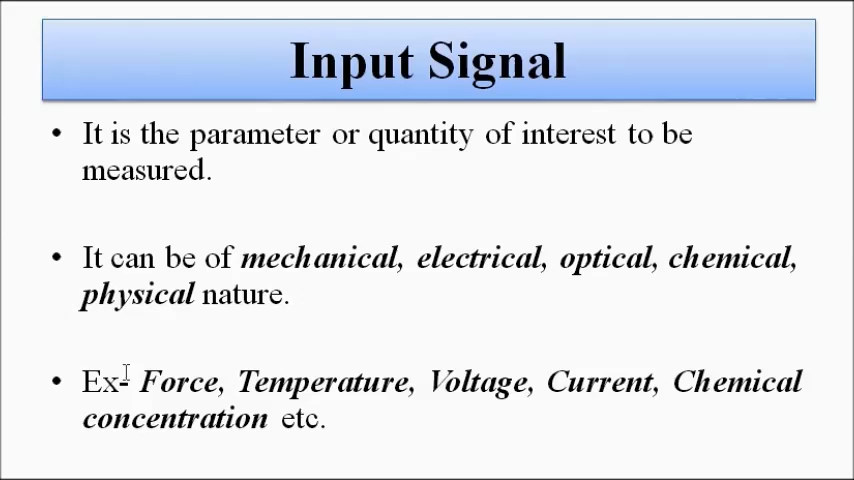 Input Signal
• It is the parameter or quantity of interest to be
measured.
• It can be of mechanical, electrical, optical, chemical,
physical nature.
• Ex- Force, Temperature, Voltage, Current, Chemical
concentration etc.